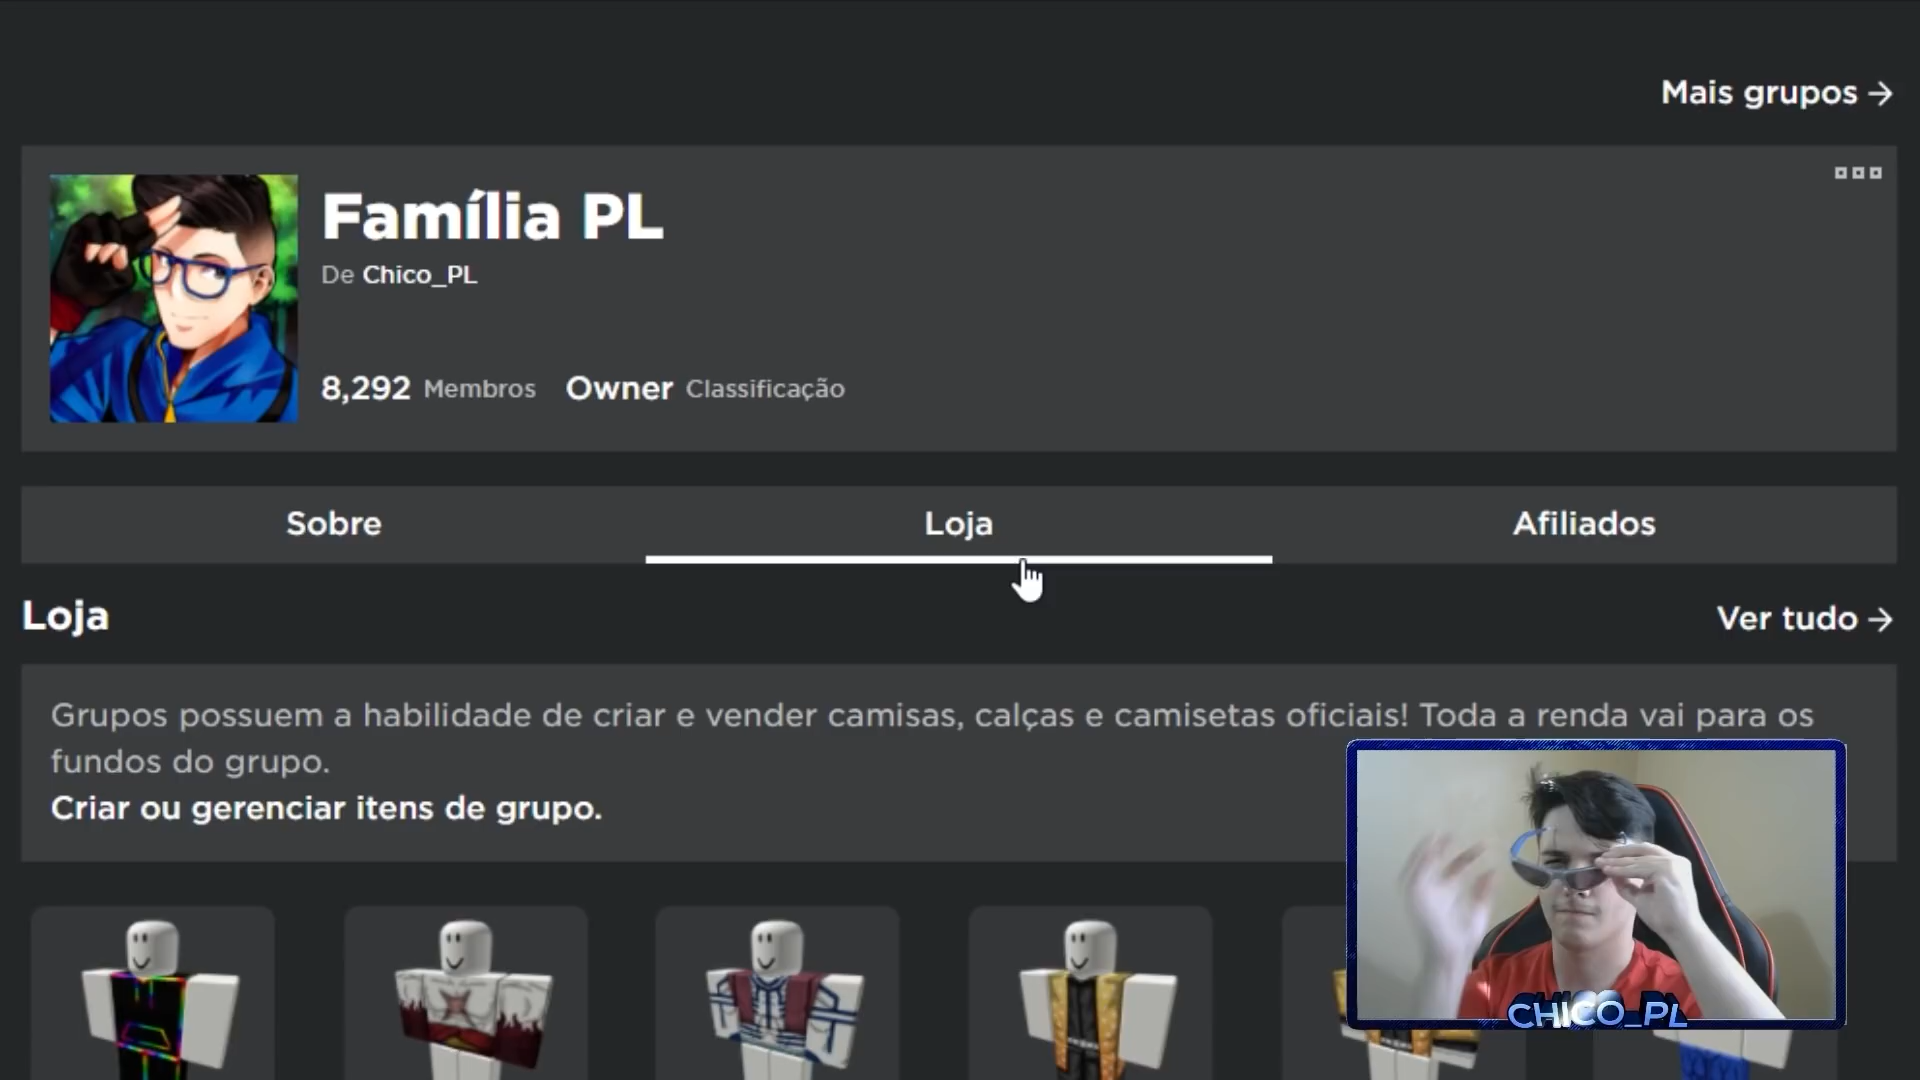 Mais grupos
Família PL
De Chico_PL
8,292 Membros Owner Classificação
Sobre Loja Afiliados
Loja Ver tudo
Grupos possuem a habilidade de criar e vender camisas, calças e camisetas oficiais! Toda a renda vai para os
fundos do grupo.
Criar ou gerenciar itens de grupo.
CHICO_PL